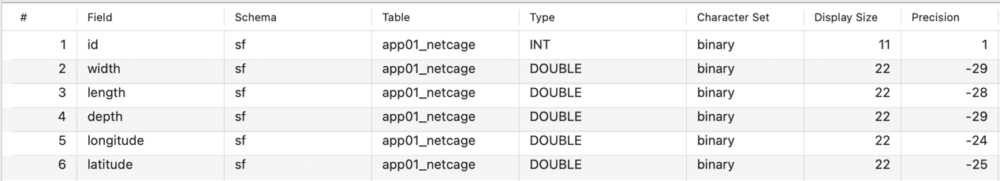 # Field Schema Table Type Character Set Display Size Precision
1 id sf app01_netcage INT binary 11 1
2 width sf app01_netcage DOUBLE binary 22 -29
3 length sf app01_netcage DOUBLE binary 22 -28
4 depth sf app01_netcage DOUBLE binary 22 -29
5 longitude sf app01_netcage DOUBLE binary 22 -24
6 latitude sf app01_netcage DOUBLE binary 22 -25